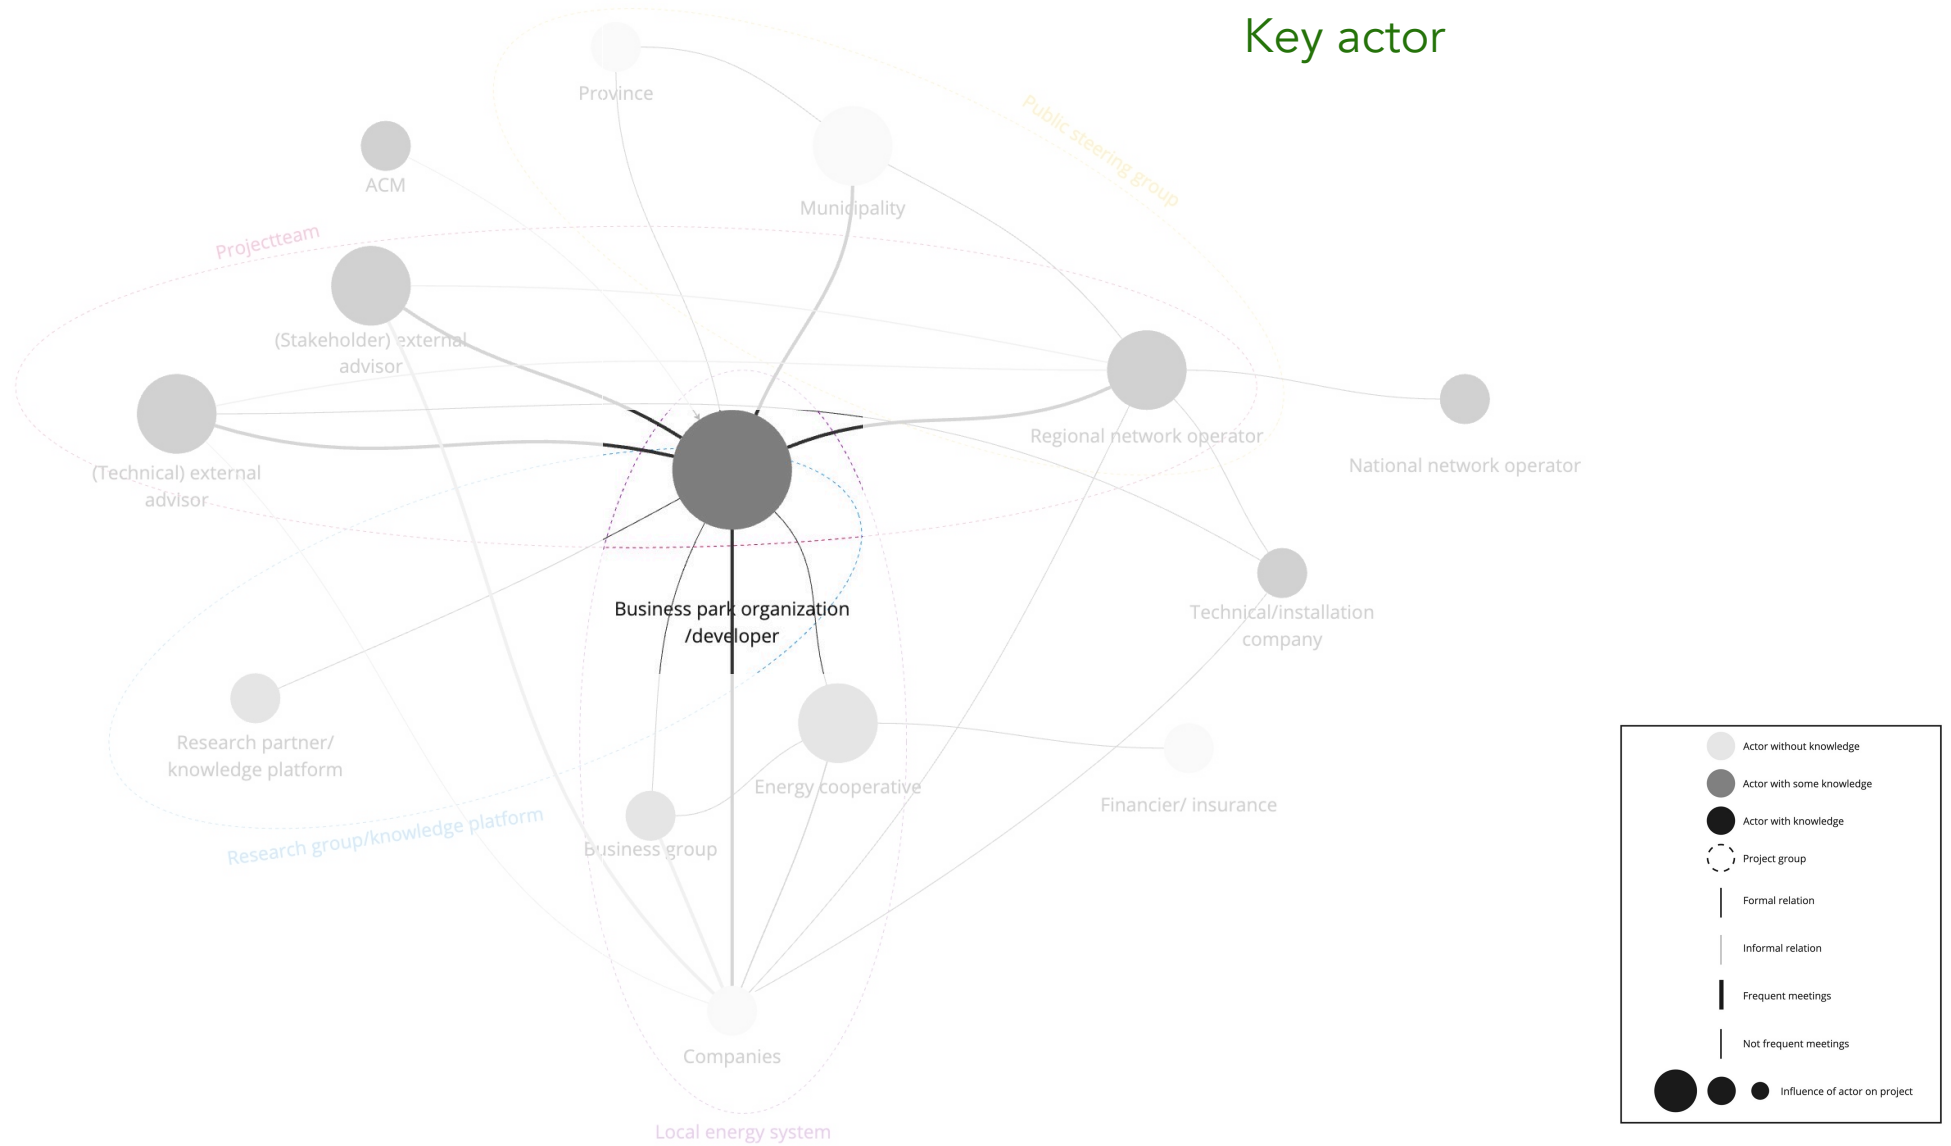 Key actor
Province
Public steering group
ACM
Municipality
Projectteam
(Stakeholder) external
advisor
Regional network operator
National network operator
(Technical) external
advisor
Business park organization
/developer
Technical/installation
company
Research partner/
knowledge platform
Energy cooperative
Financier/ insurance
Research group/knowledge platform
Business group
Companies
Local energy system
Actor without knowledge
Actor with some knowledge
Actor with knowledge
Project group
Formal relation
Informal relation
Frequent meetings
Not frequent meetings
Influence of actor on project